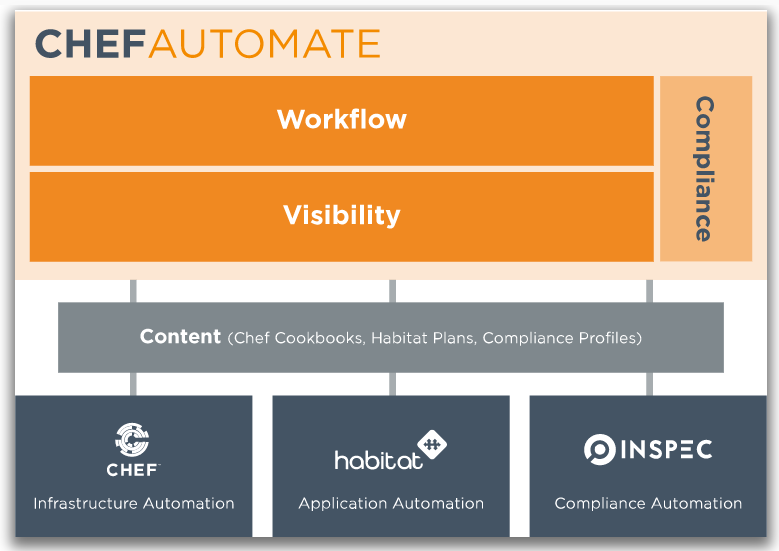 CHEFAUTOMATE
Workflow
Compliance
Visibility
Content (Chef Cookbooks, Habitat Plans, Compliance Profiles)
CHEF™
habitat
INSPEC
Infrastructure Automation
Application Automation
Compliance Automation